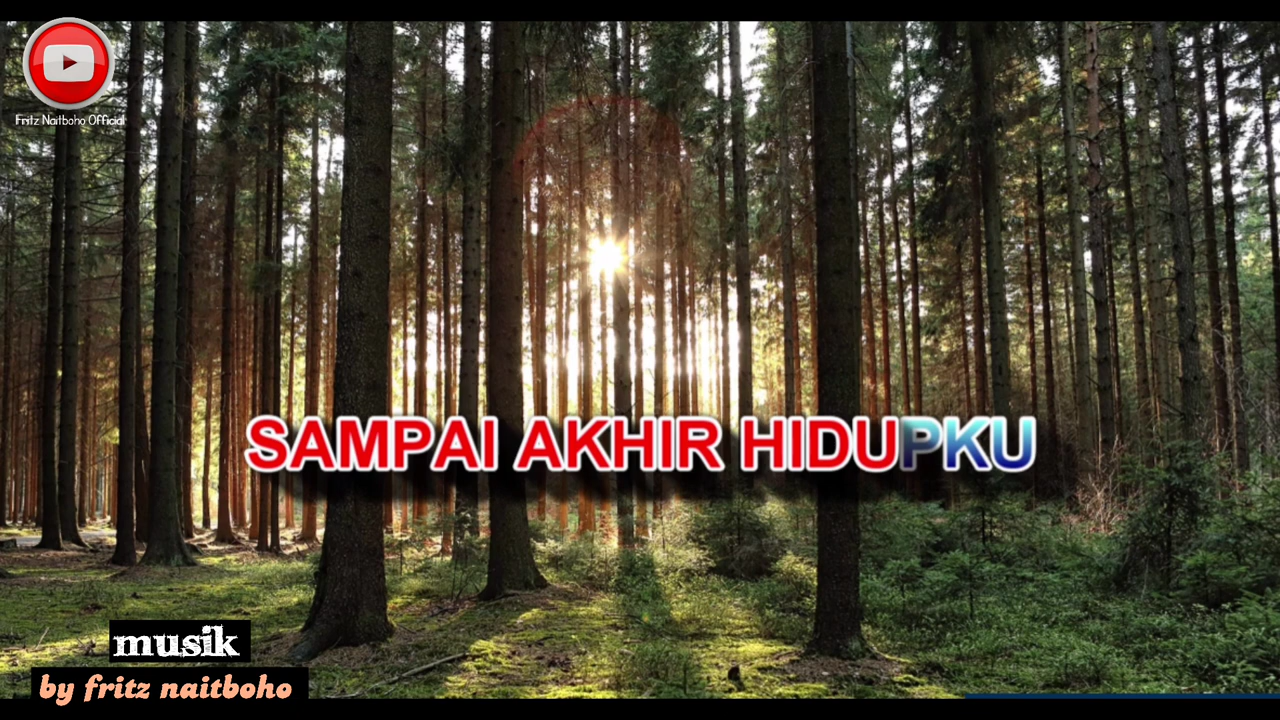 Fritz Naitboho Official
SAMPAI AKHIR HIDUPKU
musik
by fritz naitboho